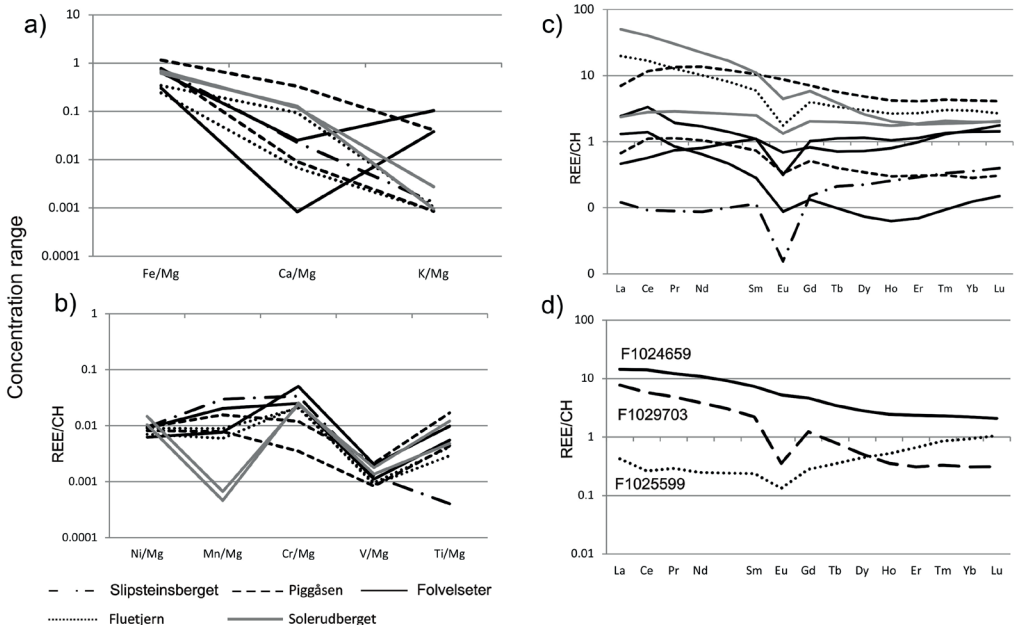 a)
Concentration range
10
1
0.1
0.01
0.001
0.0001
Fe/Mg Ca/Mg K/Mg
b)
1
0.1
0.01
0.001
0.0001
Ni/Mg Mn/Mg Cr/Mg V/Mg Ti/Mg
c)
REE/CH
100
10
1
0
0
La Ce Pr Nd Sm Eu Gd Tb Dy Ho Er Tm Yb Lu
d)
REE/CH
100
10
1
0.1
0.01
F1024659
F1029703
F1025599
La Ce Pr Nd Sm Eu Gd Tb Dy Ho Er Tm Yb Lu
Slipsteinsberget Piggåsen Folvelseter
Fluetjern Solerudberget